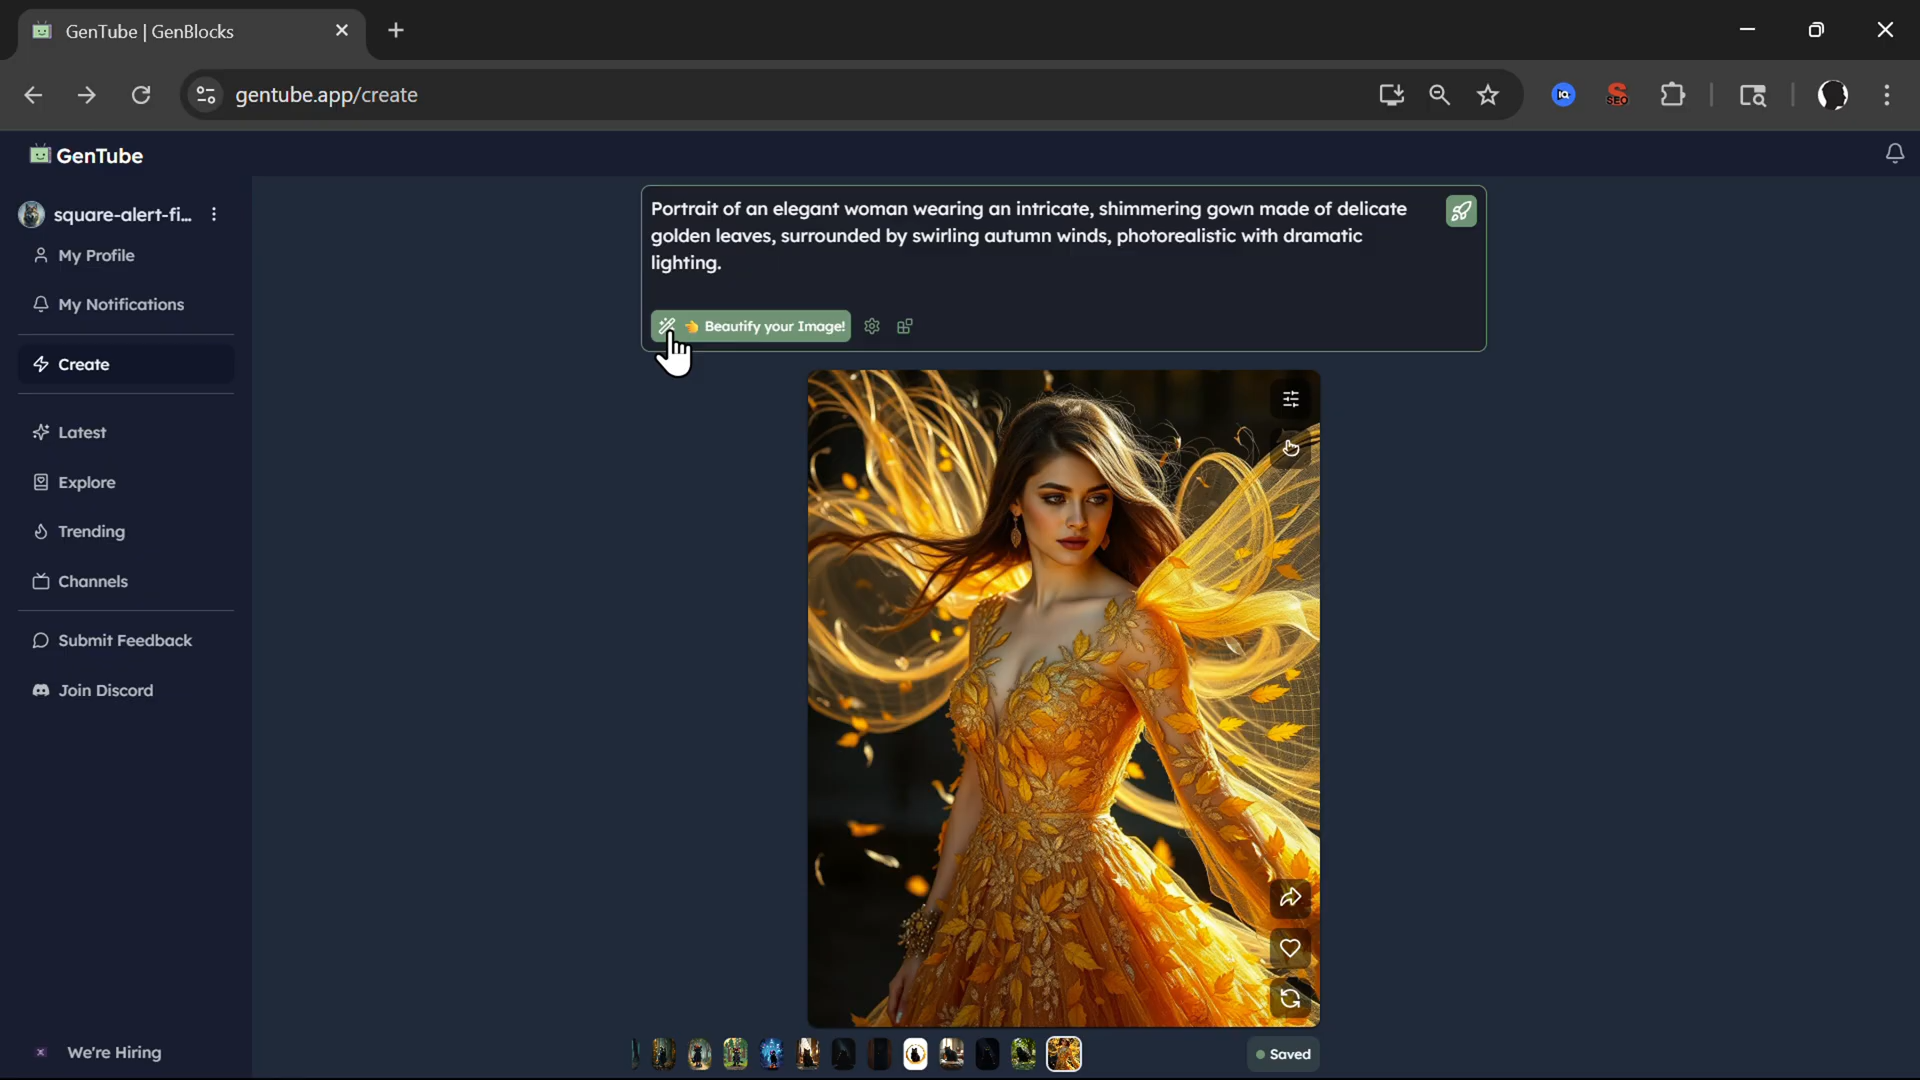 GenTube | GenBlocks
gentube.app/create
IQ
SEO
GenTube
square-alert-fi...
My Profile
My Notifications
Create
Latest
Explore
Trending
Channels
Submit Feedback
Join Discord
We're Hiring
Portrait of an elegant woman wearing an intricate, shimmering gown made of delicate
golden leaves, surrounded by swirling autumn winds, photorealistic with dramatic
lighting.
👈 Beautify your Image!
Saved